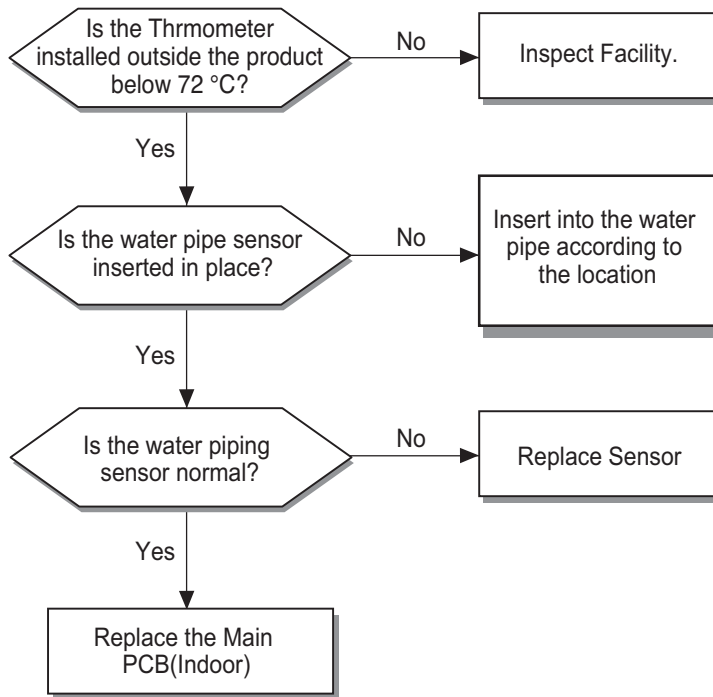 Is the Thrmometer
installed outside the product
below 72 °C?
No
Inspect Facility.
Yes
Is the water pipe sensor
inserted in place?
No
Insert into the water
pipe according to
the location
Yes
Is the water piping
sensor normal?
No
Replace Sensor
Yes
Replace the Main
PCB(Indoor)